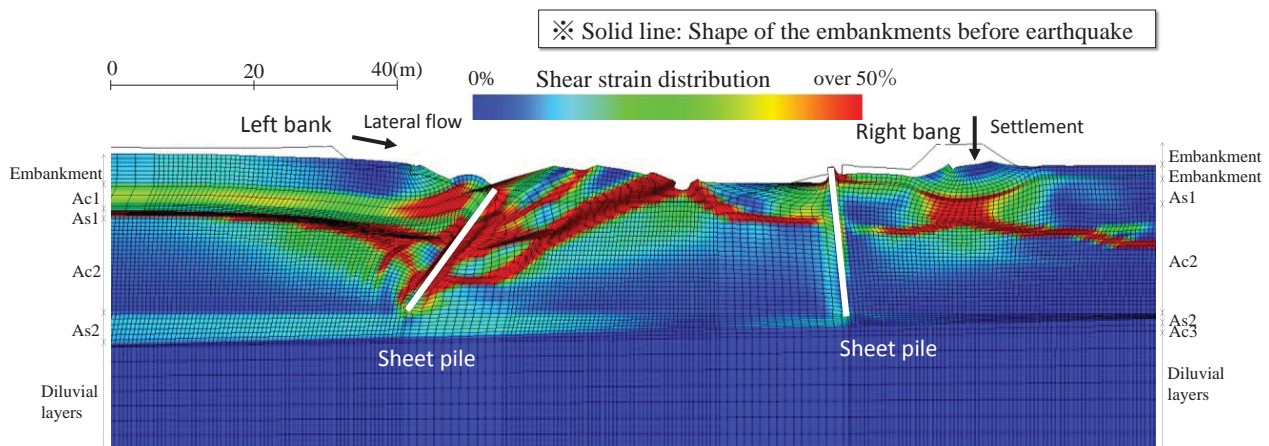 ※ Solid line: Shape of the embankments before earthquake
0 20 40(m)
0% Shear strain distribution over 50%
Left bank
Lateral flow
Right bang
Settlement
Embankment
Ac1
As1
Ac2
As2
Diluvial
layers
Embankment
Embankment
As1
Ac2
As2
Ac3
Diluvial
layers
Sheet pile
Sheet pile